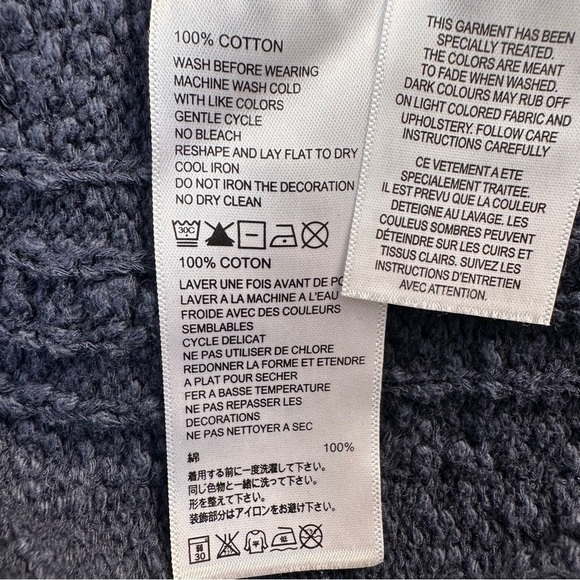 100% COTTON
WASH BEFORE WEARING
MACHINE WASH COLD
WITH LIKE COLORS
GENTLE CYCLE
NO BLEACH
RESHAPE AND LAY FLAT TO DRY
COOL IRON
DO NOT IRON THE DECORATION
NO DRY CLEAN
30C
100% COTTON
LAVER UNE FOIS AVANT DE
LAVER A LA MACHINE A L'EAU
FROIDE AVEC DES COULEURS
SEMBLABLES
CYCLE DELICAT
NE PAS UTILISER DE CHLORE
REDONNER LA FORME ET ETENDRE
A PLAT POUR SECHER
FER A BASSE TEMPERATURE
NE PAS REPASSER LES
DECORATIONS
NE PAS NETTOYER A SEC
綿 100%
着用する前に一度洗濯して下さい。
同じ色物と一緒に洗って下さい。
形を整えて下さい。
装飾部分はアイロンをお避け下さい。
弱 30 平 低
THIS GARMENT HAS BEEN
SPECIALLY TREATED.
THE COLORS ARE MEANT
TO FADE WHEN WASHED.
DARK COLOURS MAY RUB OFF
ON LIGHT COLORED FABRIC AND
UPHOLSTERY. FOLLOW CARE
INSTRUCTIONS CAREFULLY
CE VETEMENT A ETE
SPECIALEMENT TRAITEE.
IL EST PREVU QUE LA COULEUR
DETEIGNE AU LAVAGE. LES
COULEUR SOMBRES PEUVENT
DÉTEINDRE SUR LES CUIRS ET
TISSUS CLAIRS. SUIVEZ LES
INSTRUCTIONS D'ENTRETIEN
AVEC ATTENTION.